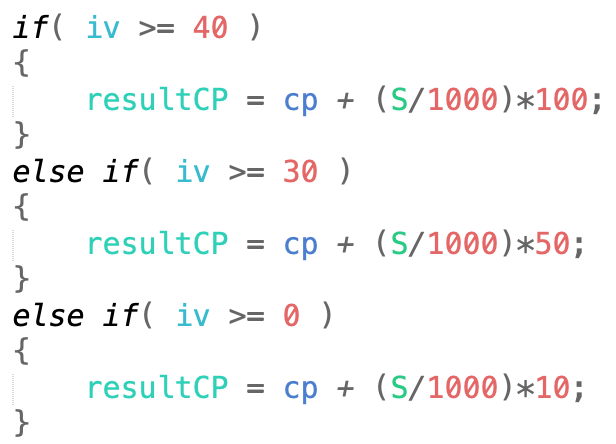 if( iv >= 40 )
{
    resultCP = cp + (S/1000)*100;
}
else if( iv >= 30 )
{
    resultCP = cp + (S/1000)*50;
}
else if( iv >= 0 )
{
    resultCP = cp + (S/1000)*10;
}